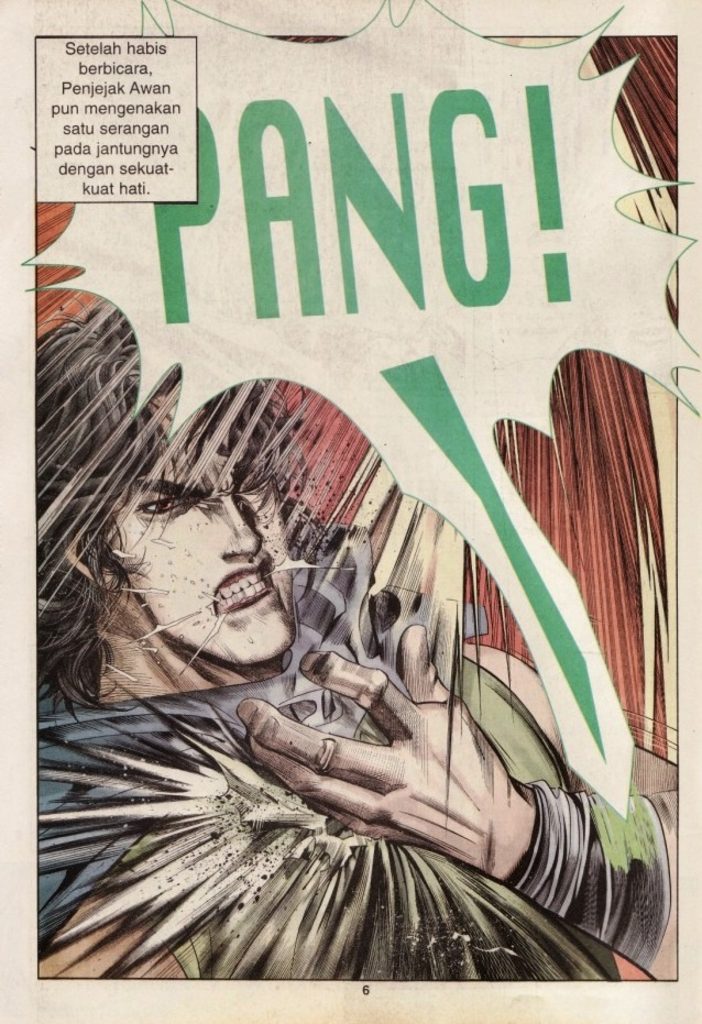 Setelah habis
berbicara,
Penjejak Awan
pun mengenakan
satu serangan
pada jantungnya
dengan sekuat-
kuat hati.
PANG!
6